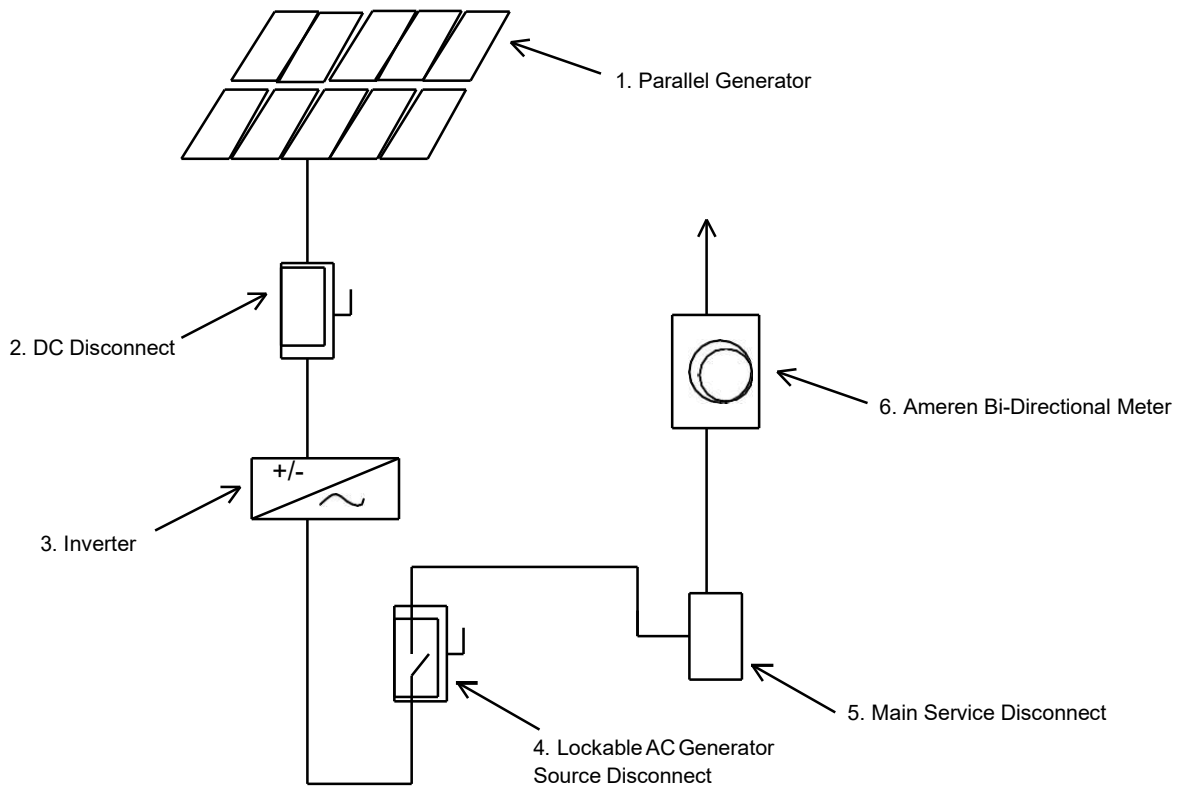 1. Parallel Generator
2. DC Disconnect
6. Ameren Bi-Directional Meter
+/-
3. Inverter
5. Main Service Disconnect
4. Lockable AC Generator
Source Disconnect